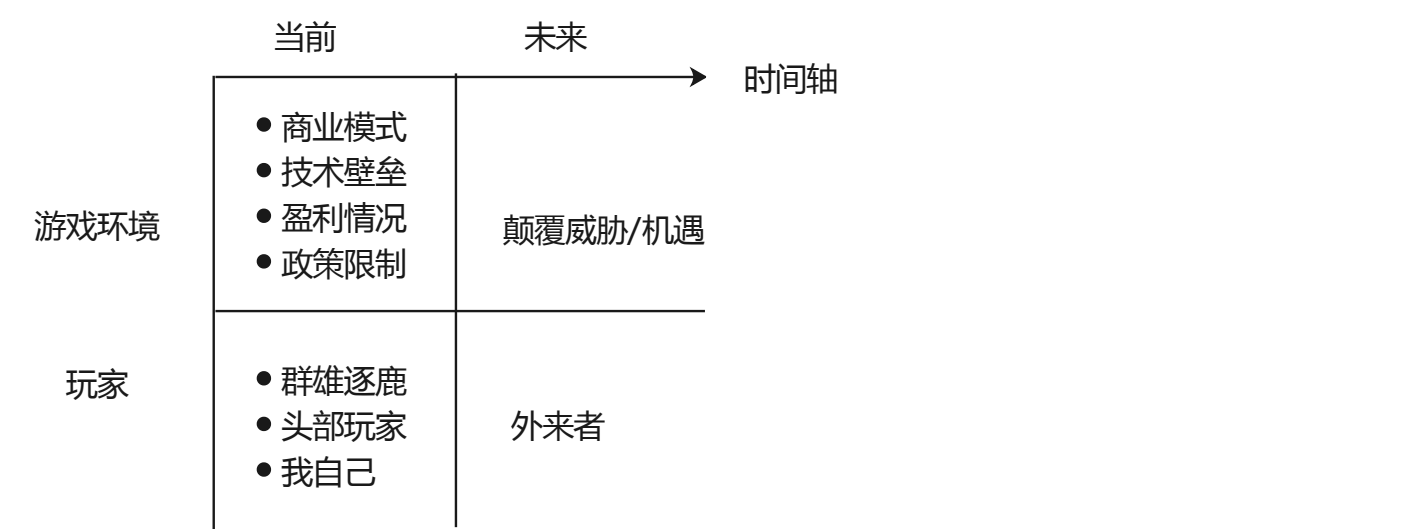 当前
未来
时间轴
游戏环境
• 商业模式
• 技术壁垒
• 盈利情况
• 政策限制
颠覆威胁/机遇
玩家
• 群雄逐鹿
• 头部玩家
• 我自己
外来者